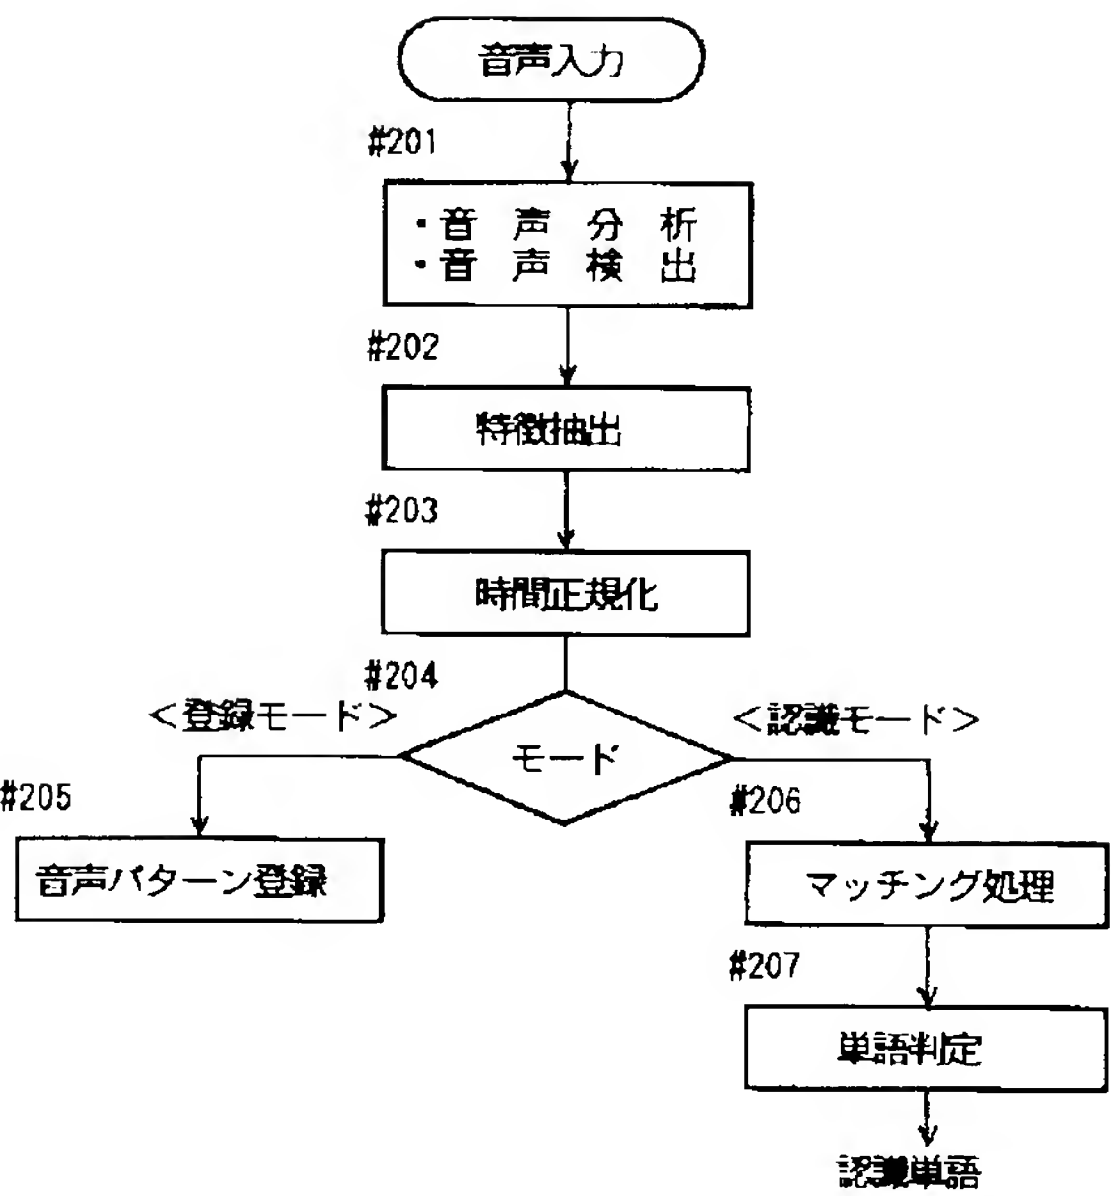 音声入力
#201
・音声分析
・音声検出
#202
特徴抽出
#203
時間正規化
#204
<登録モード>
モード
<認識モード>
#205
音声パターン登録
#206
マッチング処理
#207
単語判定
認識単語